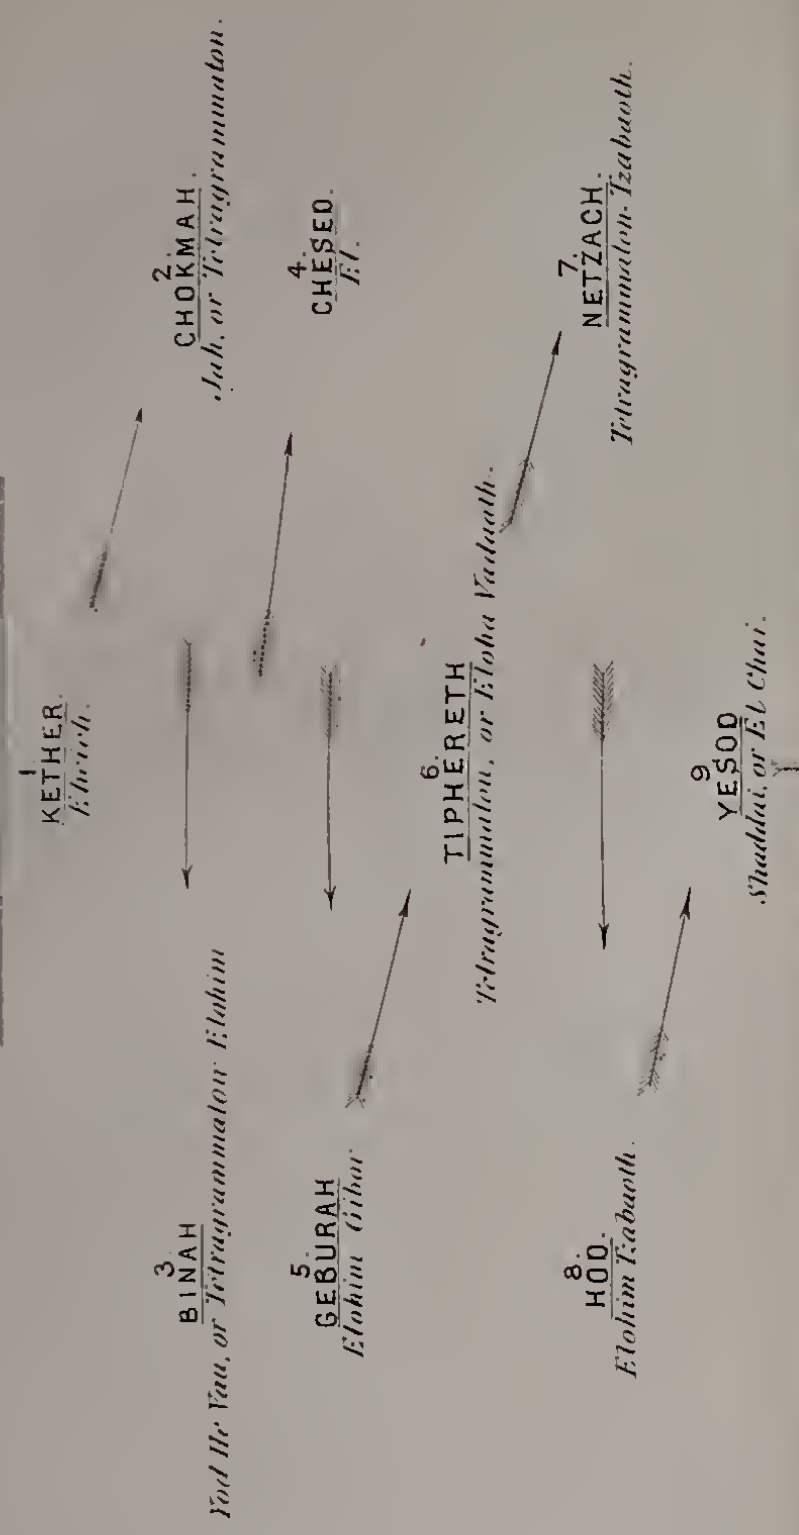 1
KETHER.
Eheieh.
2.
CHOKMAH.
Jah, or Tetragrammaton.
3.
BINAH
Yod He Vau, or Tetragrammaton Elohim
4.
CHESED.
El.
5.
GEBURAH
Elohim Gibor
6.
TIPHERETH
Tetragrammaton, or Eloha Vadaath.
7.
NETZACH.
Tetragrammaton Tzabaoth.
8.
HOD.
Elohim Tzabaoth.
9
YESOD
Shaddai, or El Chai.